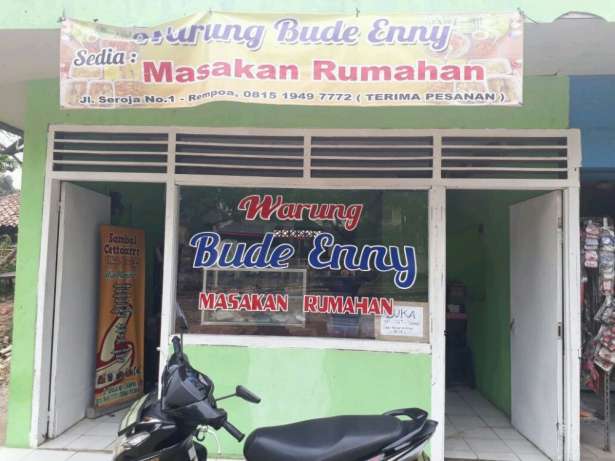 Warung Bude Enny
Sedia :
Masakan Rumahan
Jl. Seroja No.1 - Rempoa, 0815 1949 7772 ( TERIMA PESANAN )
Warung
Bude Enny
MASAKAN RUMAHAN
BUKA
Sambal
Cettarrr